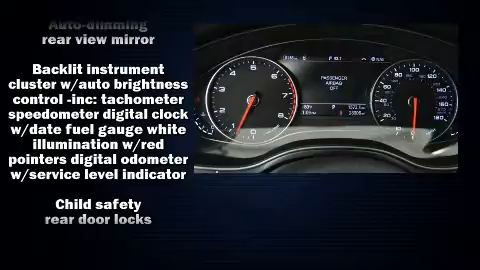 Auto-dimming
rear view mirror
Backlit instrument
cluster w/auto brightness
control -inc: tachometer
speedometer digital clock
w/date fuel gauge white
illumination w/red
pointers digital odometer
w/service level indicator
Child safety
rear door locks
PASSENGER
AIRBAG
OFF